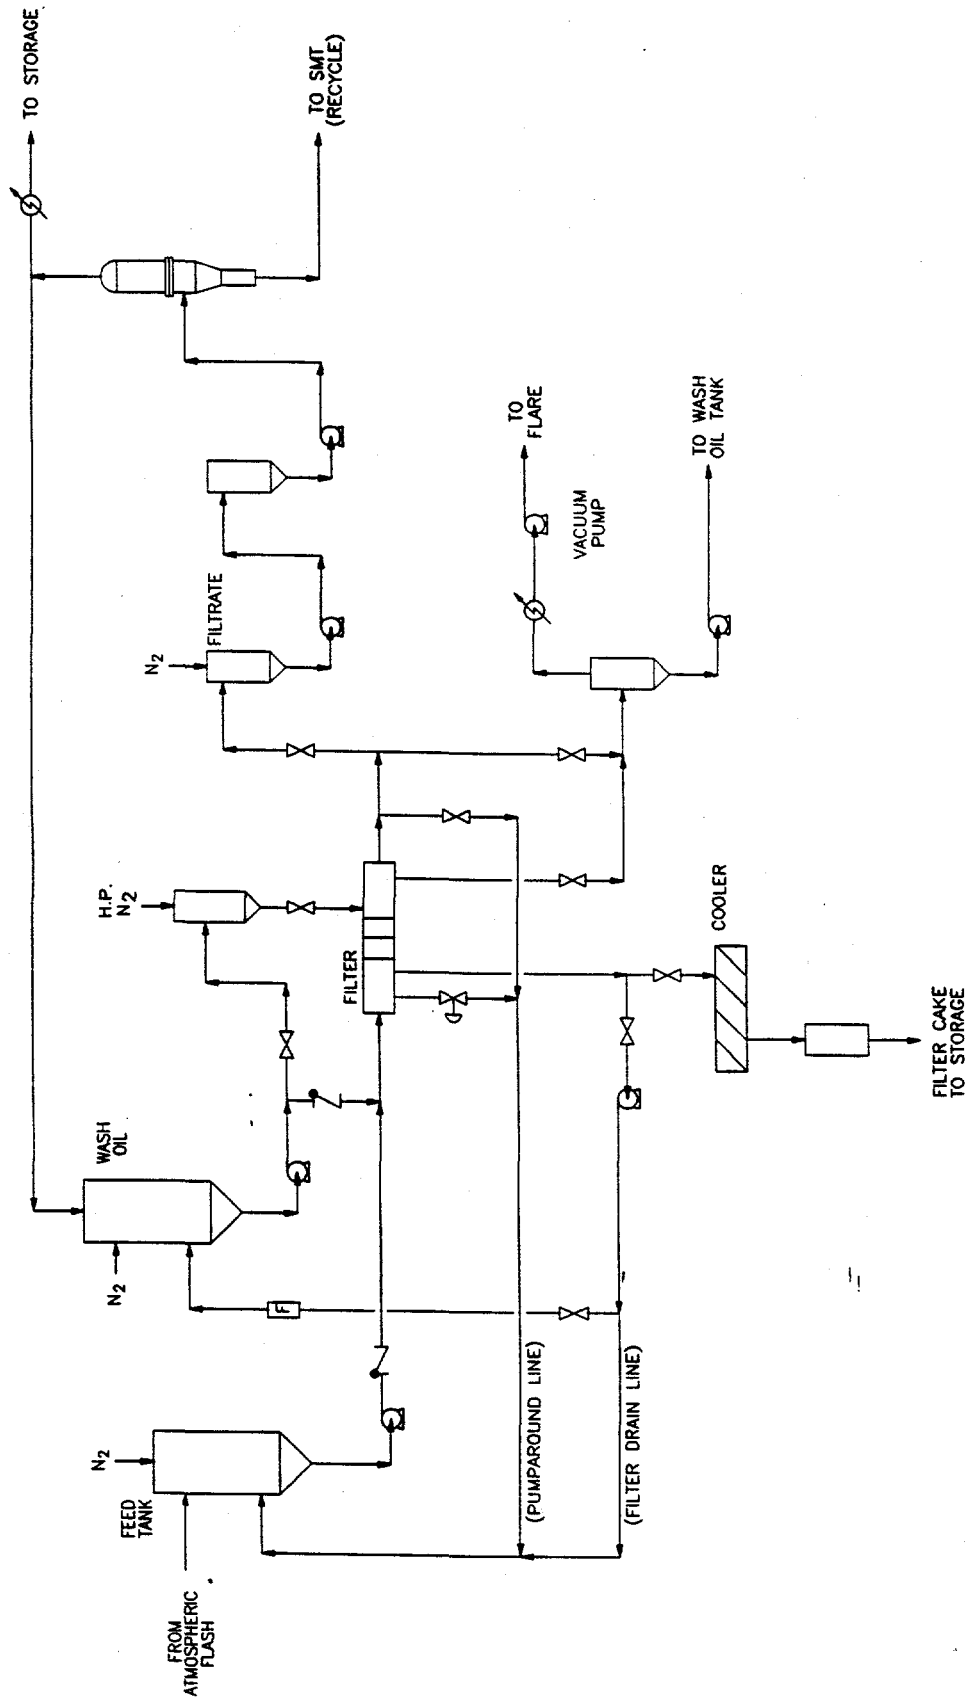 TO STORAGE
TO SMT
(RECYCLE)
N2
FILTRATE
TO
FLARE
VACUUM
PUMP
TO WASH
OIL TANK
H.P.
N2
FILTER
COOLER
FILTER CAKE
TO STORAGE
WASH
OIL
N2
F
N2
FEED
TANK
FROM
ATMOSPHERIC
FLASH
(PUMPAROUND LINE)
(FILTER DRAIN LINE)